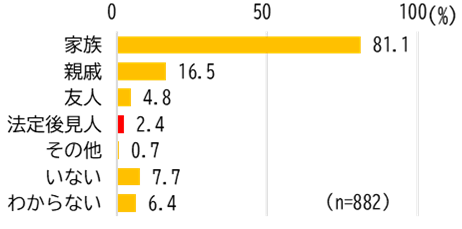 0 50 100(%)
家族 81.1
親戚 16.5
友人 4.8
法定後見人 2.4
その他 0.7
いない 7.7
わからない 6.4 (n=882)